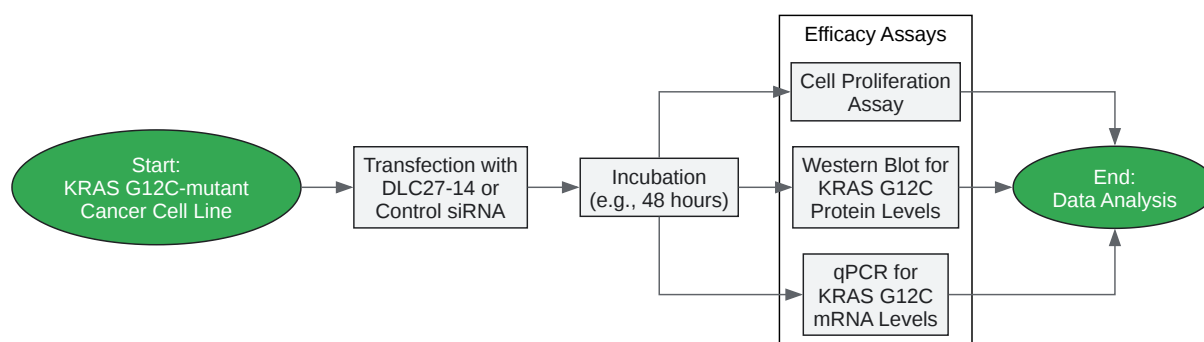 Efficacy Assays
Cell Proliferation
Assay
Start:
KRAS G12C-mutant
Cancer Cell Line
Transfection with
DLC27-14 or
Control siRNA
Incubation
(e.g., 48 hours)
Western Blot for
KRAS G12C
Protein Levels
End:
Data Analysis
qPCR for
KRAS G12C
mRNA Levels